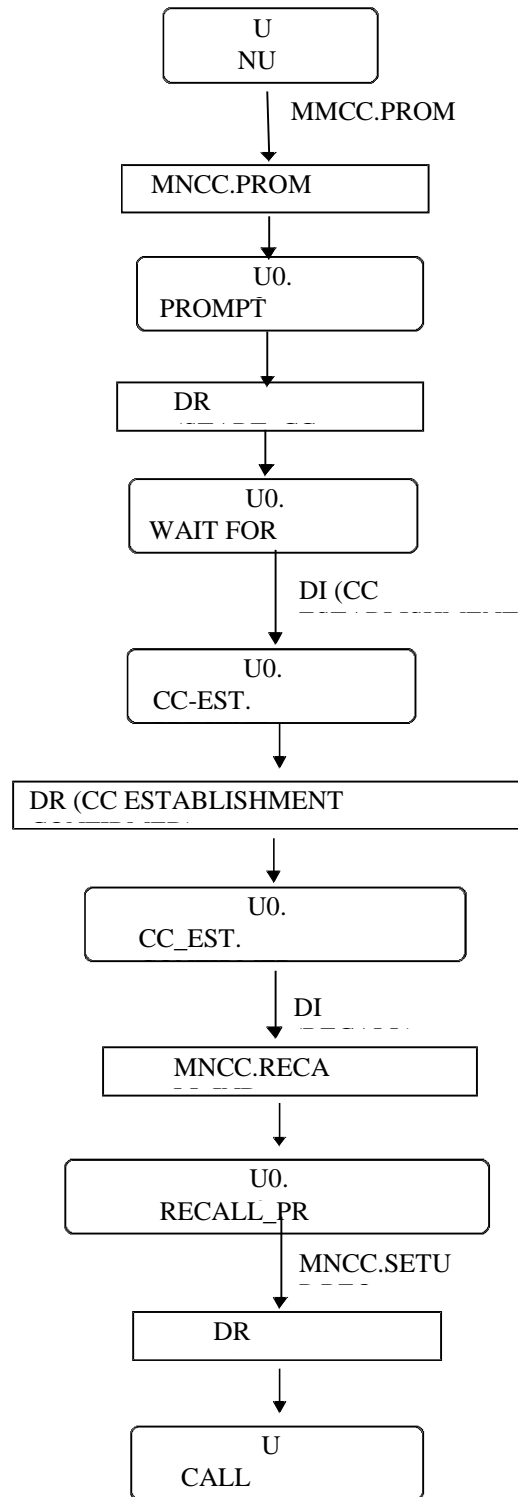 U
NU
MMCC.PROM
MNCC.PROM
U0.
PROMPT
DR
U0.
WAIT FOR
DI (CC
U0.
CC-EST.
DR (CC ESTABLISHMENT
U0.
CC_EST.
DI
MNCC.RECA
U0.
RECALL_PR
MNCC.SETU
DR
U
CALL